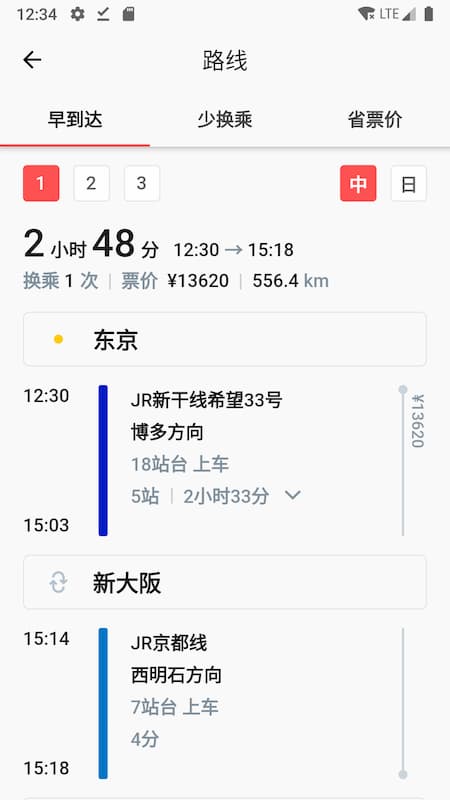 12:34 LTE
路线
早到达 少换乘 省票价
1 2 3 中 日
2 小时 48 分 12:30 → 15:18
换乘 1 次 | 票价 ¥13620 | 556.4 km
东京
12:30 JR新干线希望33号
博多方向
18站台 上车
5站 | 2小时33分
15:03
¥13620
新大阪
15:14 JR京都线
西明石方向
7站台 上车
4分
15:18